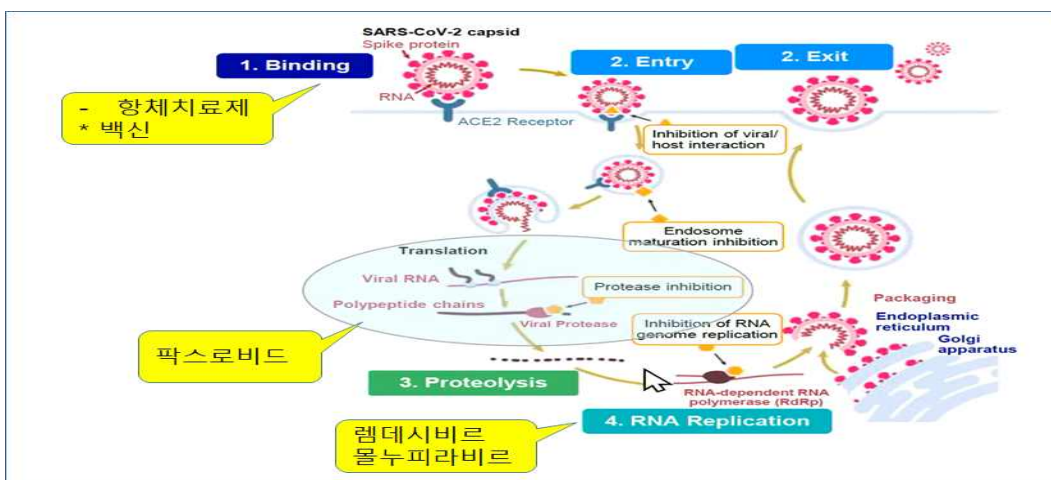 SARS-CoV-2 capsid
Spike protein
1. Binding
2. Entry
2. Exit
- 항체치료제
* 백신
RNA
ACE2 Receptor
Inhibition of viral/
host interaction
Endosome
maturation inhibition
Translation
Viral RNA
Protease inhibition
Polypeptide chains
Viral Protease
Inhibition of RNA
genome replication
Packaging
Endoplasmic
reticulum
Golgi
apparatus
팍스로비드
3. Proteolysis
RNA-dependent RNA
polymerase (RdRp)
4. RNA Replication
렘데시비르
몰누피라비르